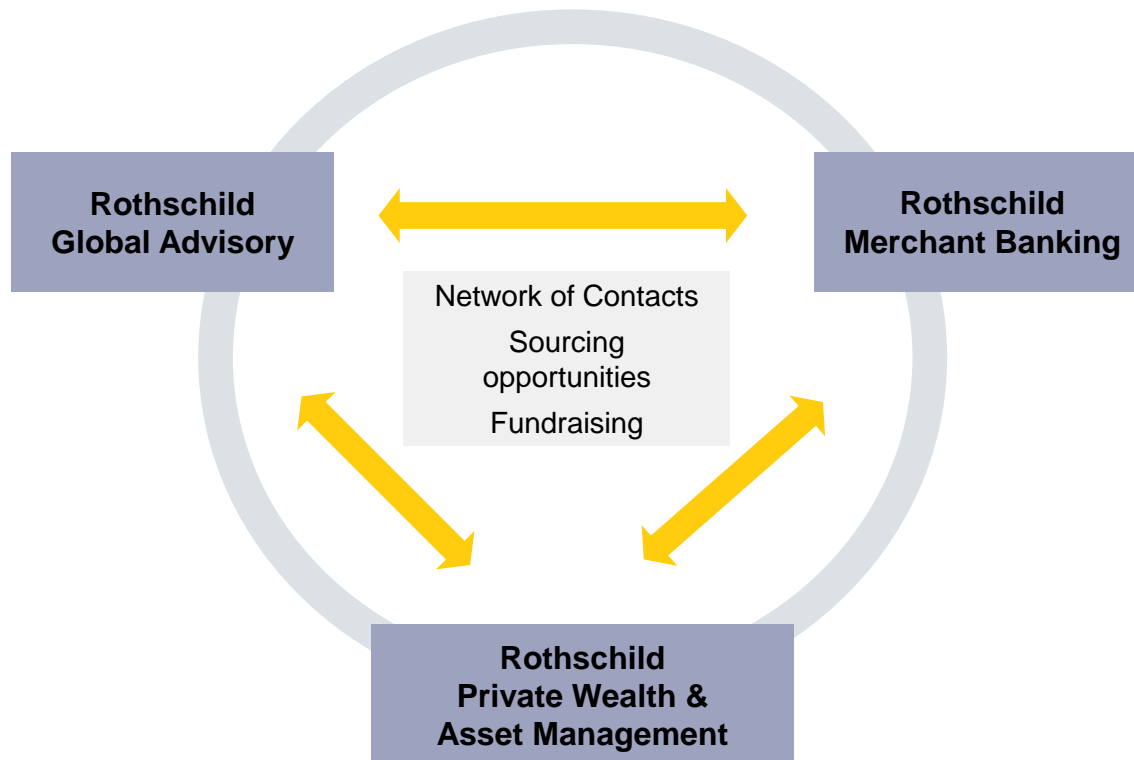 Rothschild
Global Advisory
Rothschild
Merchant Banking
Network of Contacts
Sourcing
opportunities
Fundraising
Rothschild
Private Wealth &
Asset Management